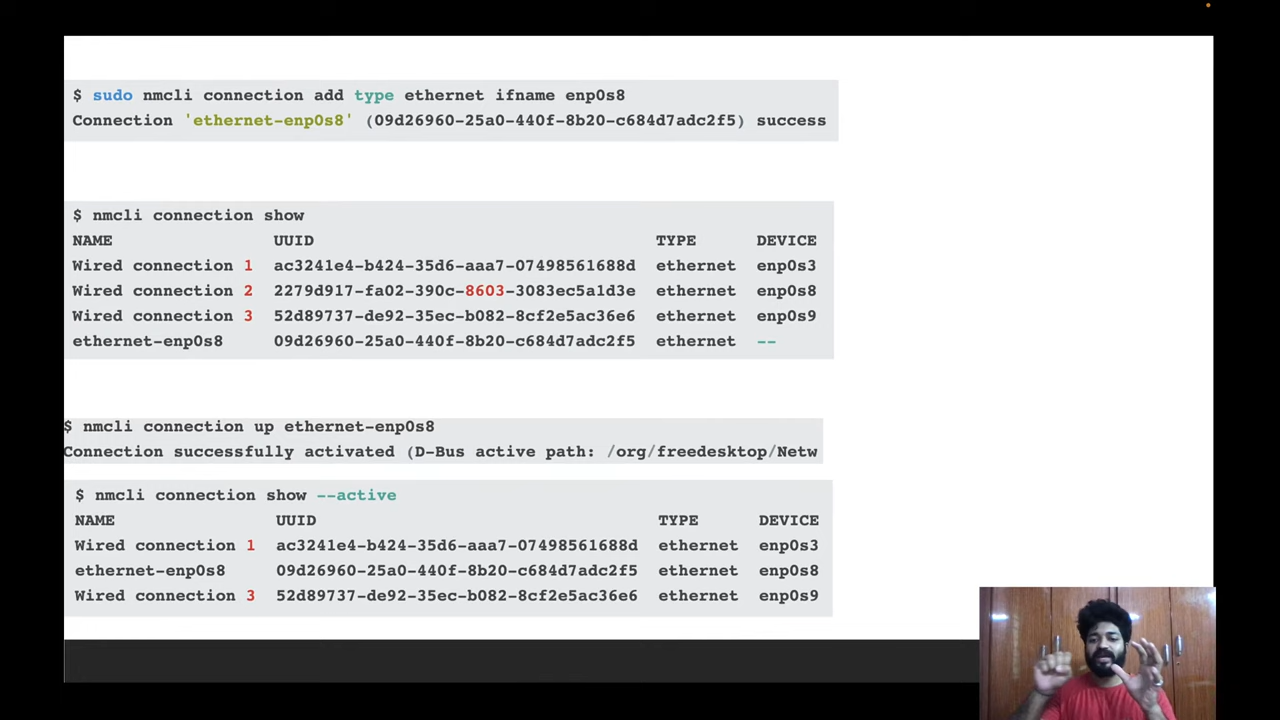 $ sudo nmcli connection add type ethernet ifname enp0s8
Connection 'ethernet-enp0s8' (09d26960-25a0-440f-8b20-c684d7adc2f5) success
$ nmcli connection show
NAME UUID TYPE DEVICE
Wired connection 1 ac3241e4-b424-35d6-aaa7-07498561688d ethernet enp0s3
Wired connection 2 2279d917-fa02-390c-8603-3083ec5a1d3e ethernet enp0s8
Wired connection 3 52d89737-de92-35ec-b082-8cf2e5ac36e6 ethernet enp0s9
ethernet-enp0s8 09d26960-25a0-440f-8b20-c684d7adc2f5 ethernet --
$ nmcli connection up ethernet-enp0s8
Connection successfully activated (D-Bus active path: /org/freedesktop/Netw
$ nmcli connection show --active
NAME UUID TYPE DEVICE
Wired connection 1 ac3241e4-b424-35d6-aaa7-07498561688d ethernet enp0s3
ethernet-enp0s8 09d26960-25a0-440f-8b20-c684d7adc2f5 ethernet enp0s8
Wired connection 3 52d89737-de92-35ec-b082-8cf2e5ac36e6 ethernet enp0s9